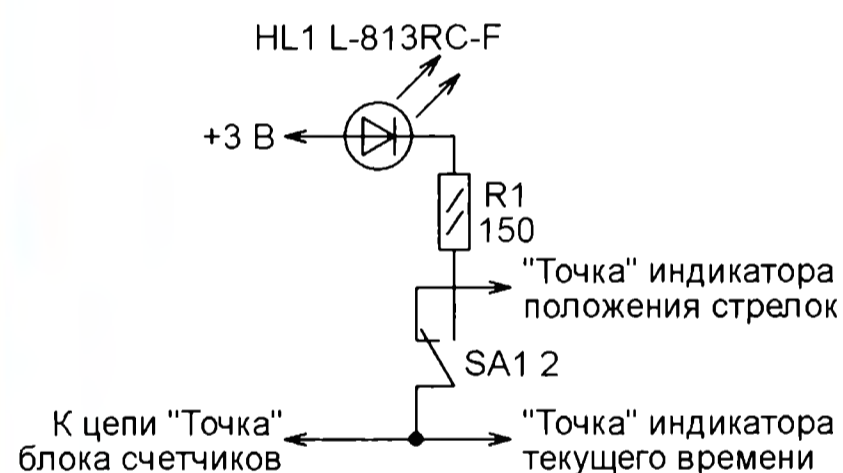 HL1 L-813RC-F
+3 В
R1
150
"Точка" индикатора
положения стрелок
SA1 2
К цепи "Точка"
блока счетчиков
"Точка" индикатора
текущего времени